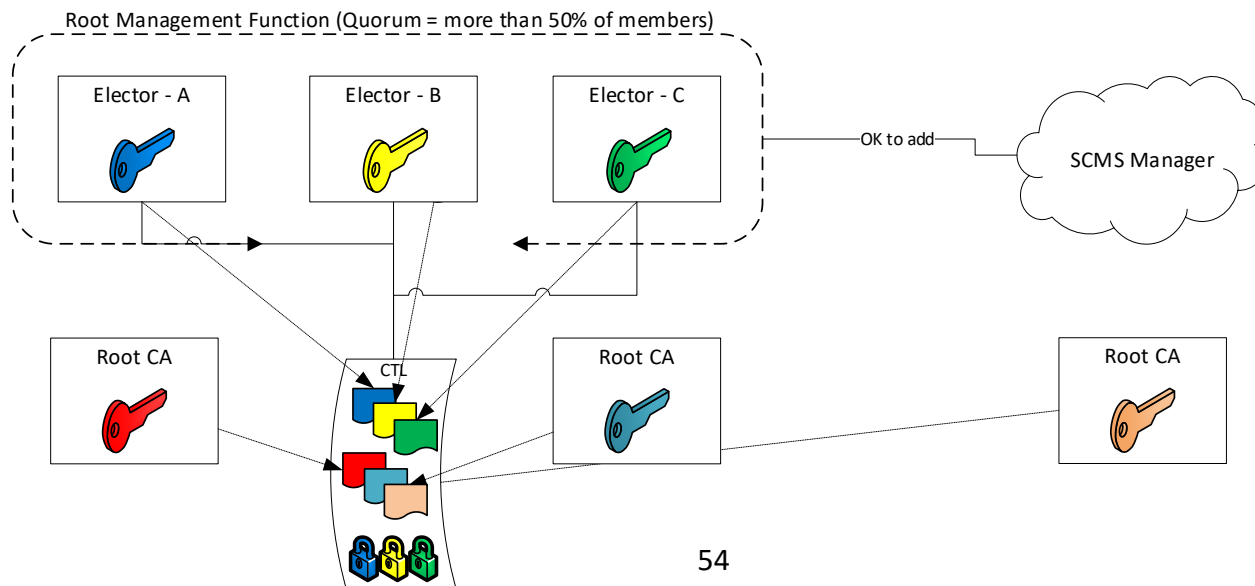 Root Management Function (Quorum = more than 50% of members)
Elector - A
Elector - B
Elector - C
OK to add
SCMS Manager
Root CA
CTL
Root CA
Root CA
54